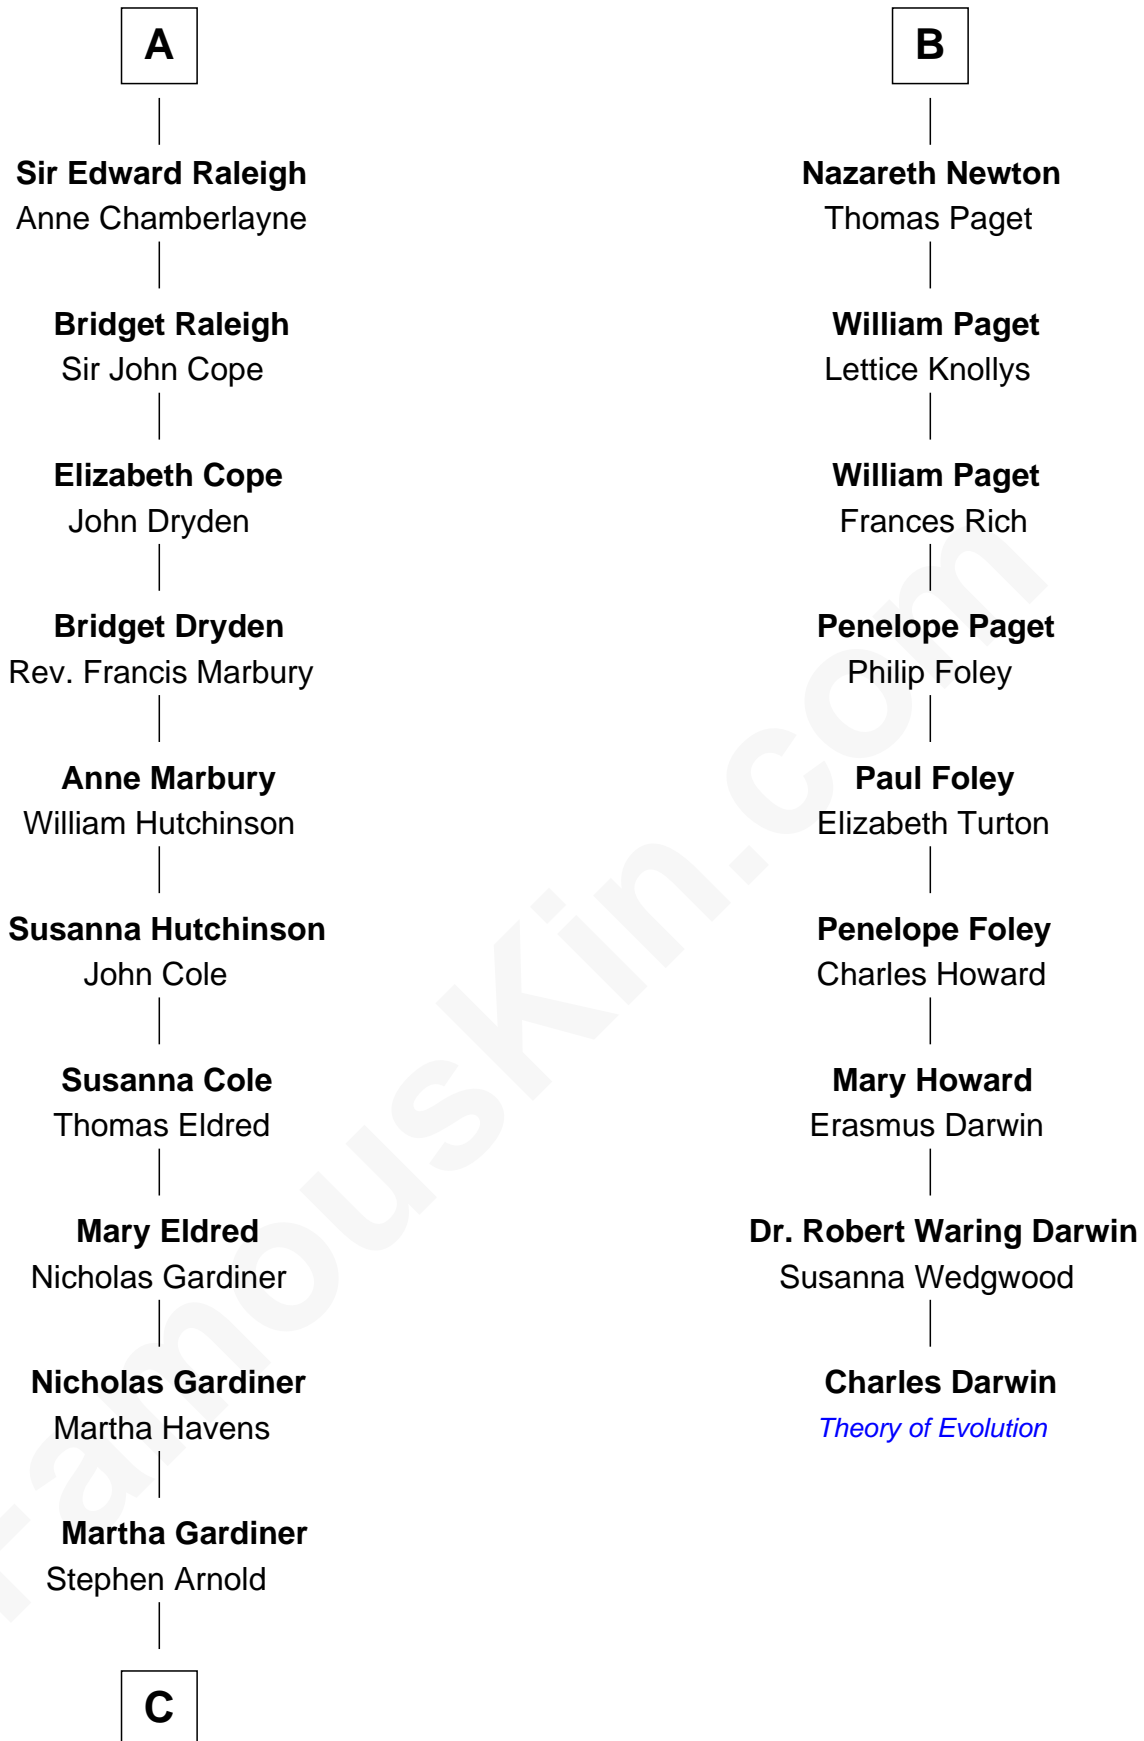 A
Sir Edward Raleigh
Anne Chamberlayne
Bridget Raleigh
Sir John Cope
Elizabeth Cope
John Dryden
Bridget Dryden
Rev. Francis Marbury
Anne Marbury
William Hutchinson
Susanna Hutchinson
John Cole
Susanna Cole
Thomas Eldred
Mary Eldred
Nicholas Gardiner
Nicholas Gardiner
Martha Havens
Martha Gardiner
Stephen Arnold
C
B
Nazareth Newton
Thomas Paget
William Paget
Lettice Knollys
William Paget
Frances Rich
Penelope Paget
Philip Foley
Paul Foley
Elizabeth Turton
Penelope Foley
Charles Howard
Mary Howard
Erasmus Darwin
Dr. Robert Waring Darwin
Susanna Wedgwood
Charles Darwin
Theory of Evolution
FamousKin.com